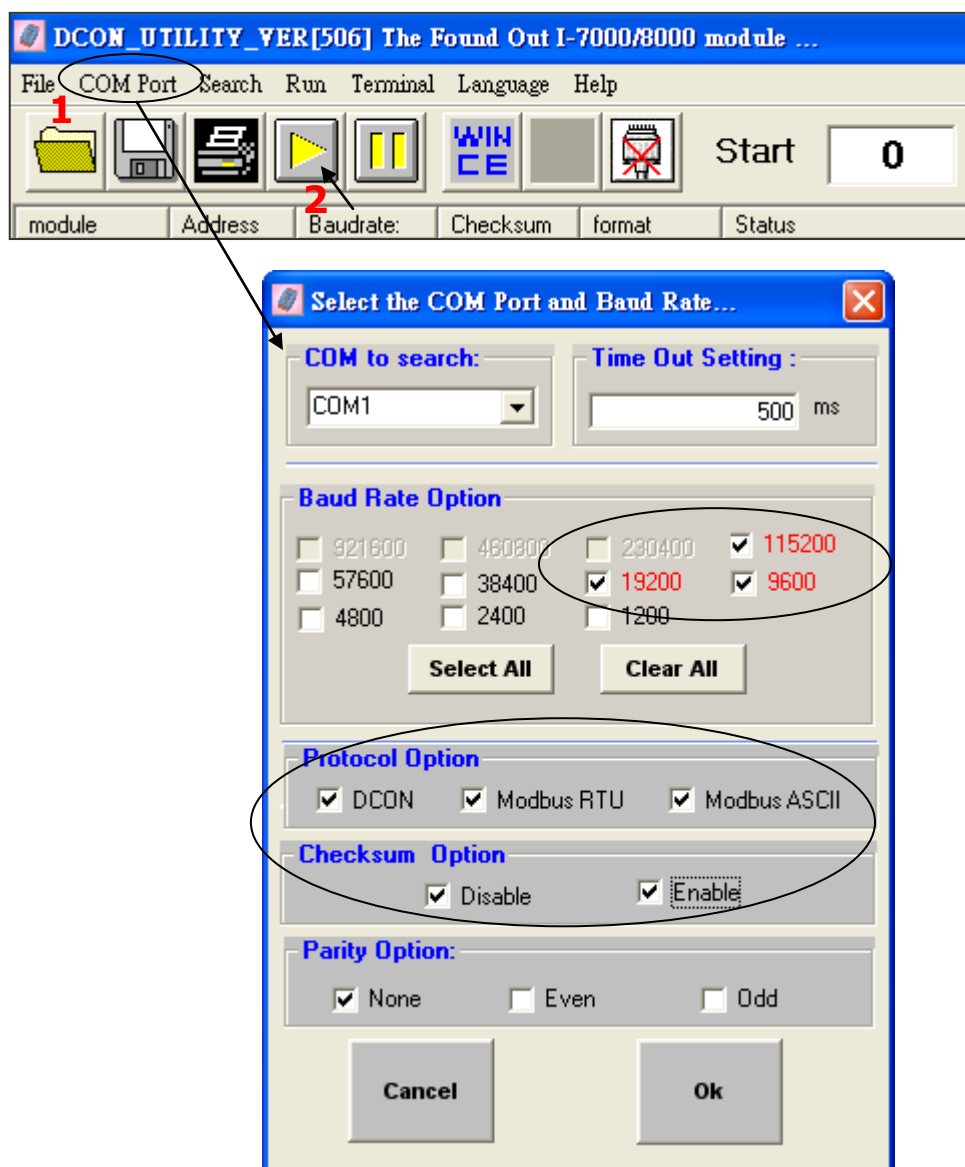 DCON_UTILITY_VER[506] The Found Out I-7000/8000 module ...
File COM Port Search Run Terminal Language Help
1
WIN
CE
Start 0
2
module Address Baudrate: Checksum format Status
Select the COM Port and Baud Rate...
COM to search: Time Out Setting :
COM1 500 ms
Baud Rate Option
921600 460800 230400 115200
57600 38400 19200 9600
4800 2400 1200
Select All Clear All
Protocol Option
DCON Modbus RTU Modbus ASCII
Checksum Option
Disable Enable
Parity Option:
None Even Odd
Cancel Ok